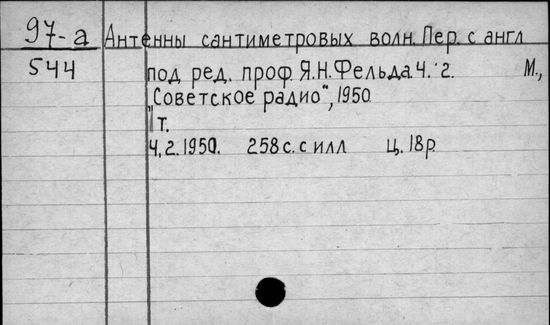 97-а Антенны сантиметровых волн. Пер. с англ
544 под ред. проф. Я.Н.Фельда. Ч. 2. М.,
„Советское радио“, 1950.
т.
Ч. 2. 1950. 258 с. с илл Ц. 18р.